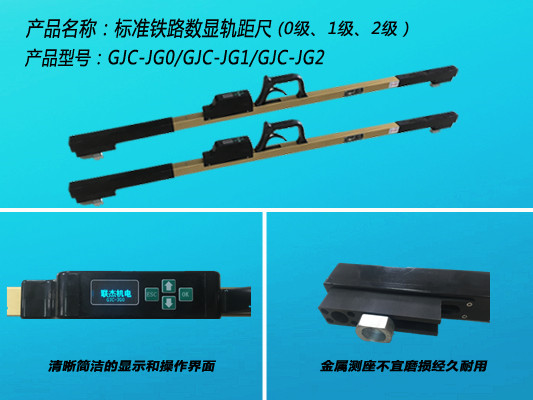 产品名称：标准铁路数显轨距尺（0级、1级、2级）
产品型号：GJC-JG0/GJC-JG1/GJC-JG2
联杰机电
GJC-JG0
ESC
OK
清晰简洁的显示和操作界面
金属测座不宜磨损经久耐用